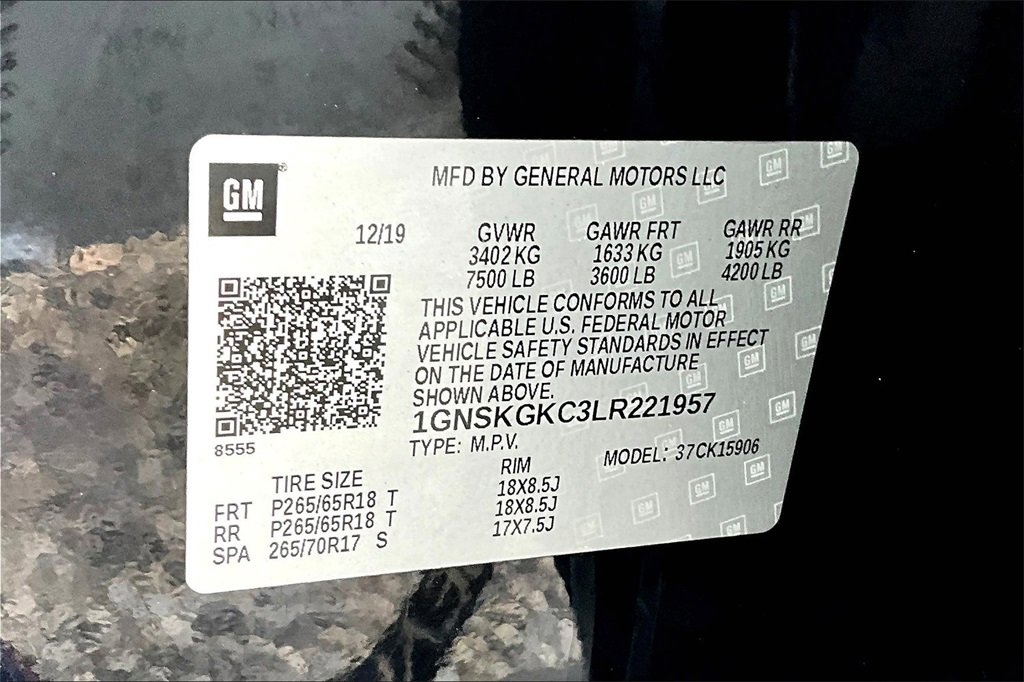 GM®
MFD BY GENERAL MOTORS LLC
12/19 GVWR GAWR FRT GAWR RR
3402 KG 1633 KG 1905 KG
7500 LB 3600 LB 4200 LB
THIS VEHICLE CONFORMS TO ALL
APPLICABLE U.S. FEDERAL MOTOR
VEHICLE SAFETY STANDARDS IN EFFECT
ON THE DATE OF MANUFACTURE
SHOWN ABOVE.
1GNSKGKC3LR221957
8555
TYPE: M.P.V. MODEL: 37CK15906
TIRE SIZE RIM
FRT P265/65R18 T 18X8.5J
RR P265/65R18 T 18X8.5J
SPA 265/70R17 S 17X7.5J